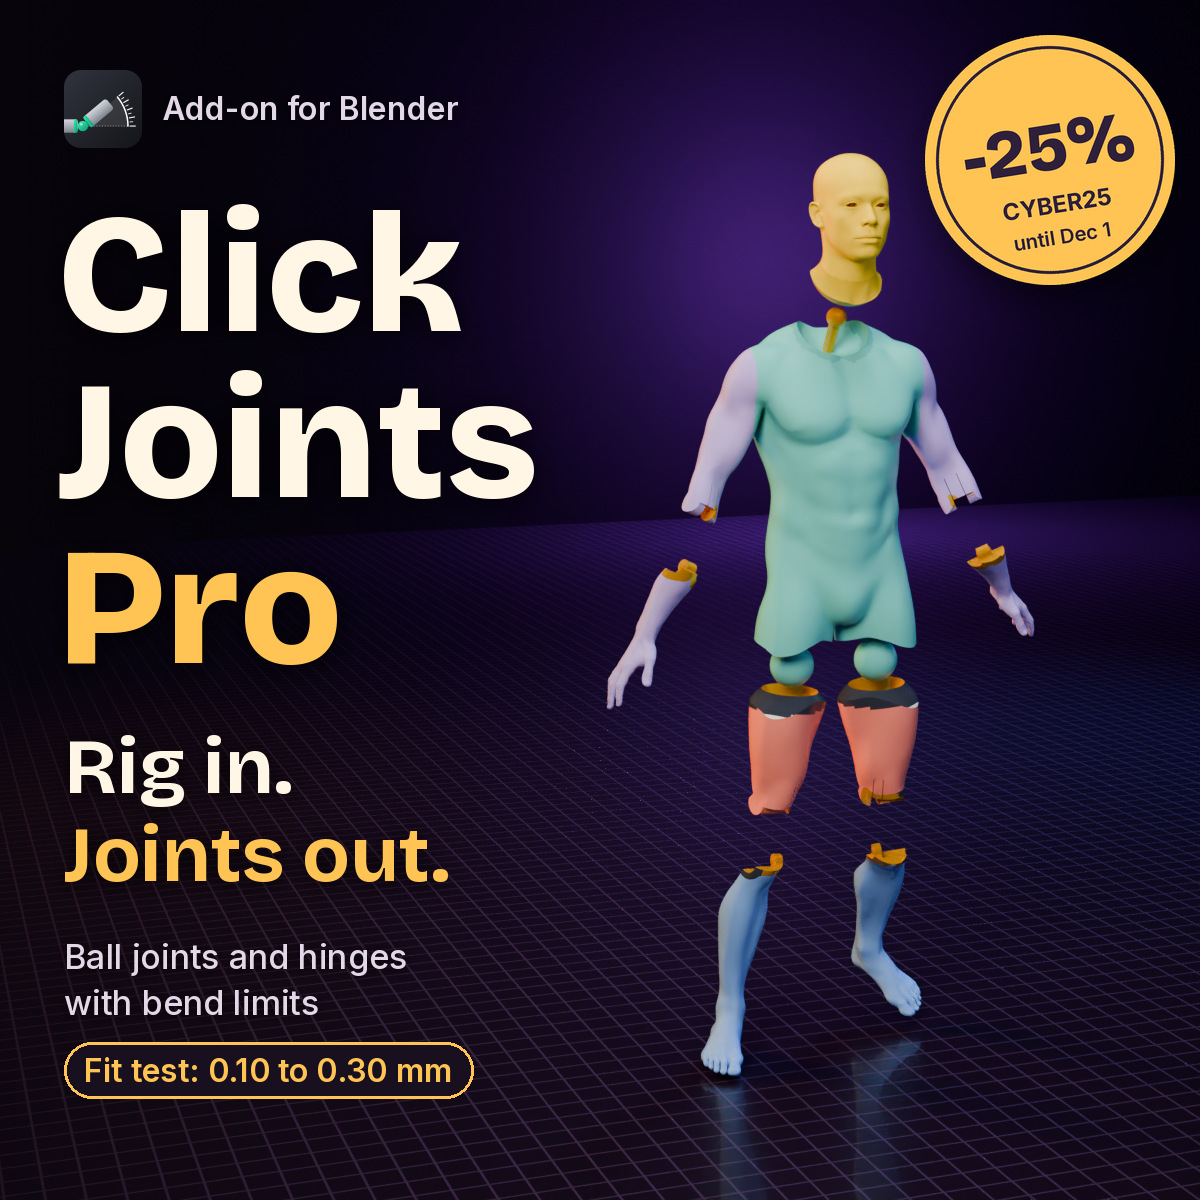 Add-on for Blender
-25%
CYBER25
until Dec 1
Click
Joints
Pro
Rig in.
Joints out.
Ball joints and hinges
with bend limits
Fit test: 0.10 to 0.30 mm